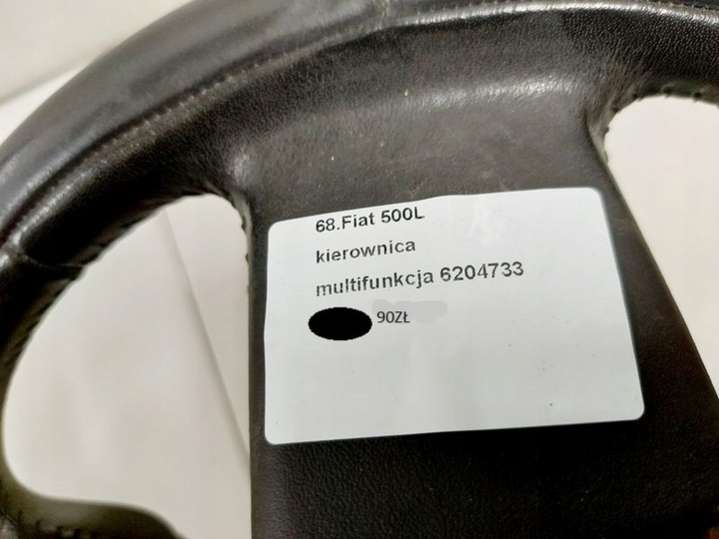 68.Fiat 500L
kierownica
multifunkcja 6204733
90ZŁ